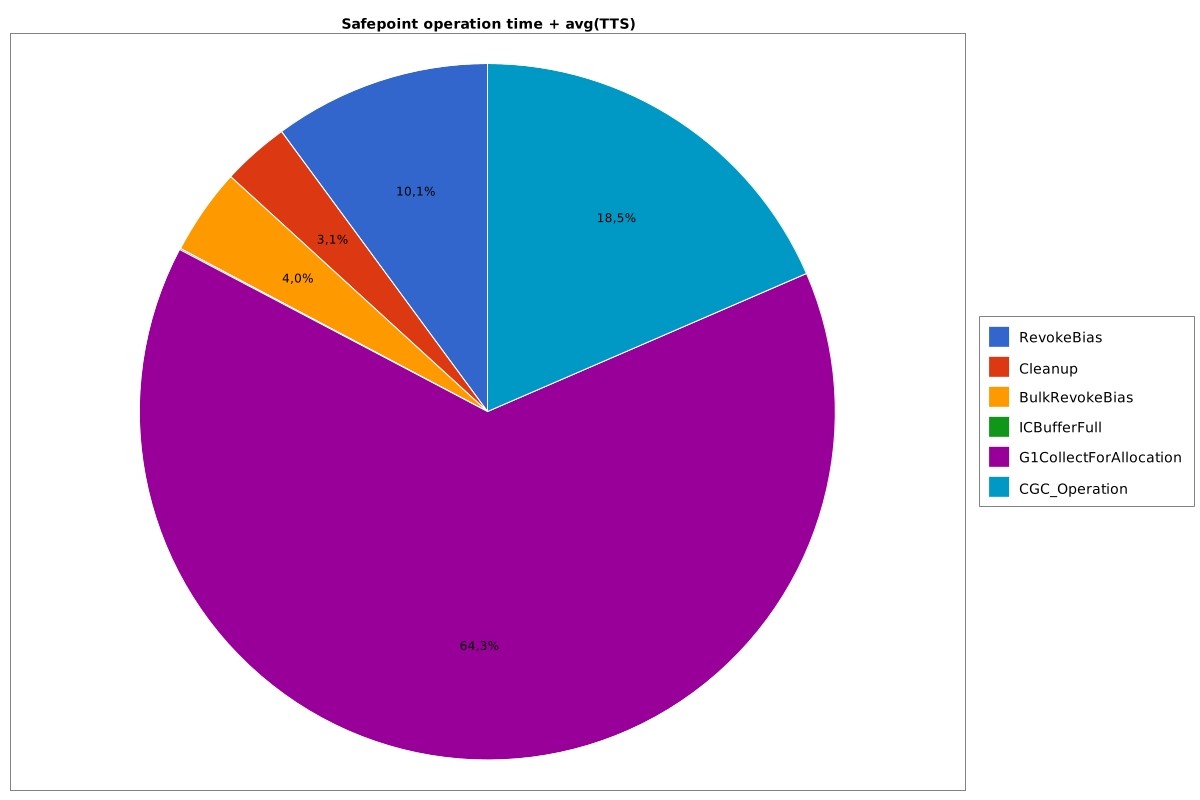 Safepoint operation time + avg(TTS)
10,1%
18,5%
3,1%
4,0%
64,3%
RevokeBias
Cleanup
BulkRevokeBias
ICBufferFull
G1CollectForAllocation
CGC_Operation